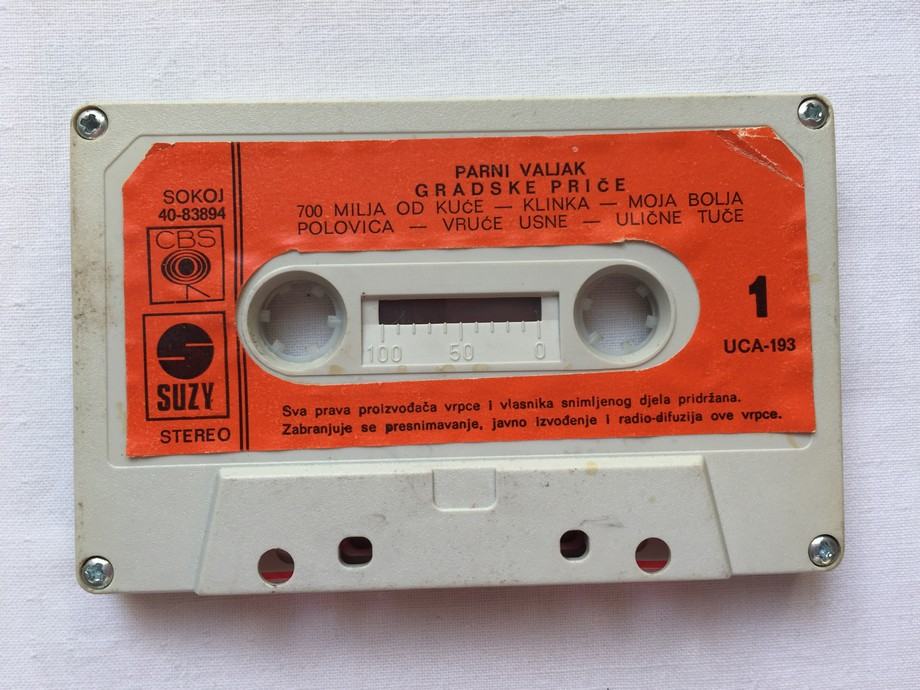 PARNI VALJAK
GRADSKE PRIČE
700 MILJA OD KUĆE — KLINKA — MOJA BOLJA
POLOVICA — VRUĆE USNE — ULIČNE TUČE
SOKOJ
40-83894
CBS
SUZY
STEREO
1
UCA-193
100 50 0
Sva prava proizvođača vrpce i vlasnika snimljenog djela pridržana.
Zabranjuje se presnimavanje, javno izvođenje i radio-difuzija ove vrpce.